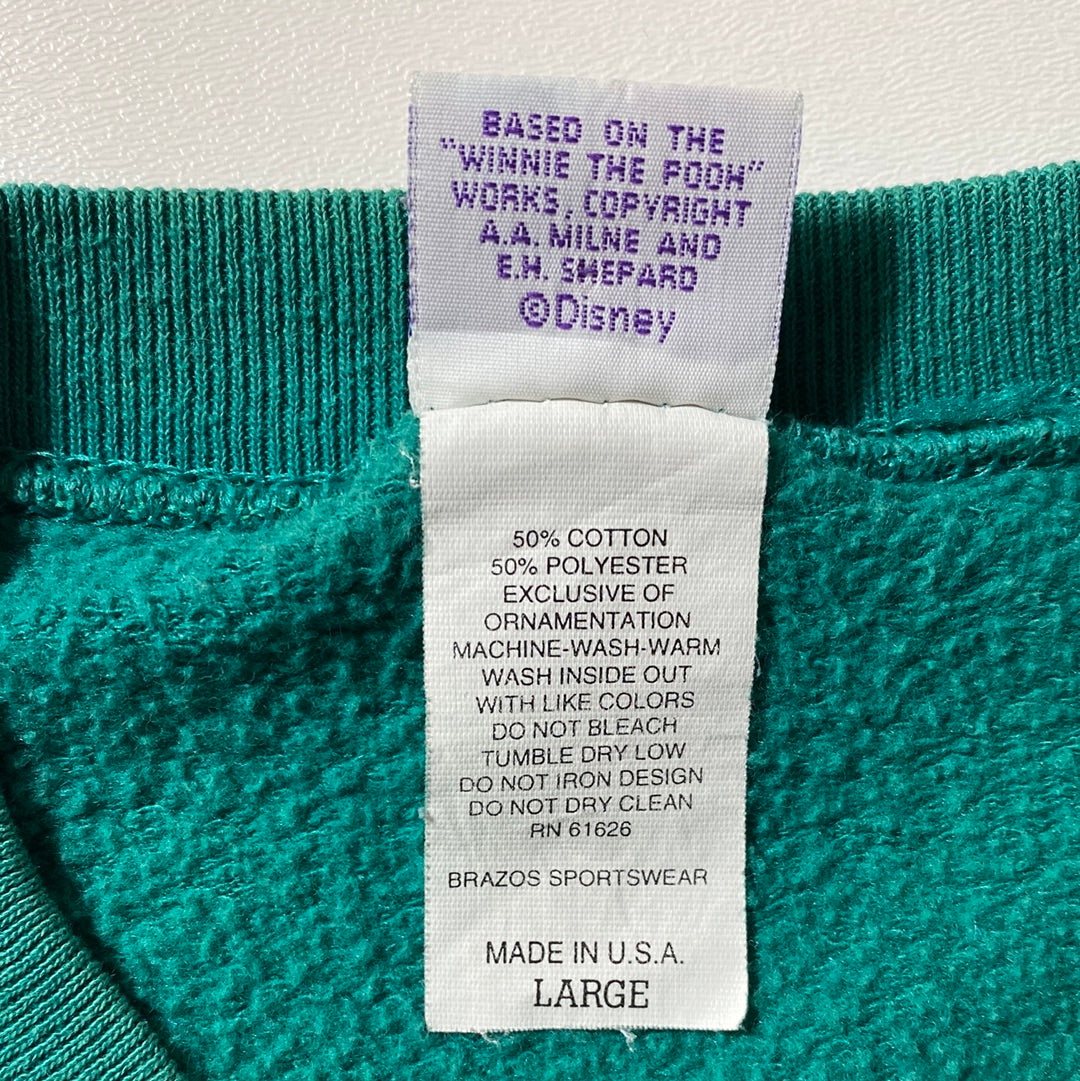 BASED ON THE
"WINNIE THE POOH"
WORKS, COPYRIGHT
A.A. MILNE AND
E.H. SHEPARD
©Disney
50% COTTON
50% POLYESTER
EXCLUSIVE OF
ORNAMENTATION
MACHINE-WASH-WARM
WASH INSIDE OUT
WITH LIKE COLORS
DO NOT BLEACH
TUMBLE DRY LOW
DO NOT IRON DESIGN
DO NOT DRY CLEAN
RN 61626
BRAZOS SPORTSWEAR
MADE IN U.S.A.
LARGE